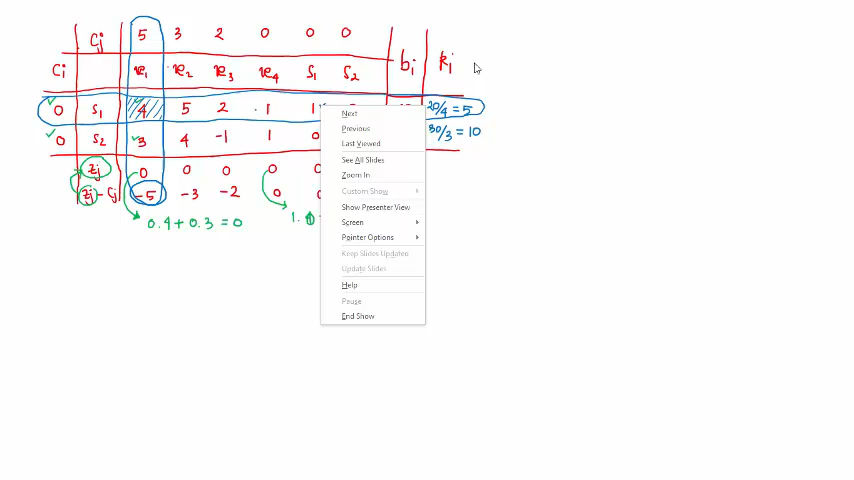 Cj 5 3 2 0 0 0
Ci x₁ x₂ x₃ x₄ s₁ s₂ bi Ri
0 s₁ 4 5 2 1 1 20/4 = 5
0 s₂ 3 4 -1 1 0 30/3 = 10
zj 0 0 0 0 0
zj - Cj -5 -3 -2 0
0.4 + 0.3 = 0
Next
Previous
Last Viewed
See All Slides
Zoom In
Custom Show
Show Presenter View
Screen
Pointer Options
Keep Slides Updated
Update Slides
Help
Pause
End Show